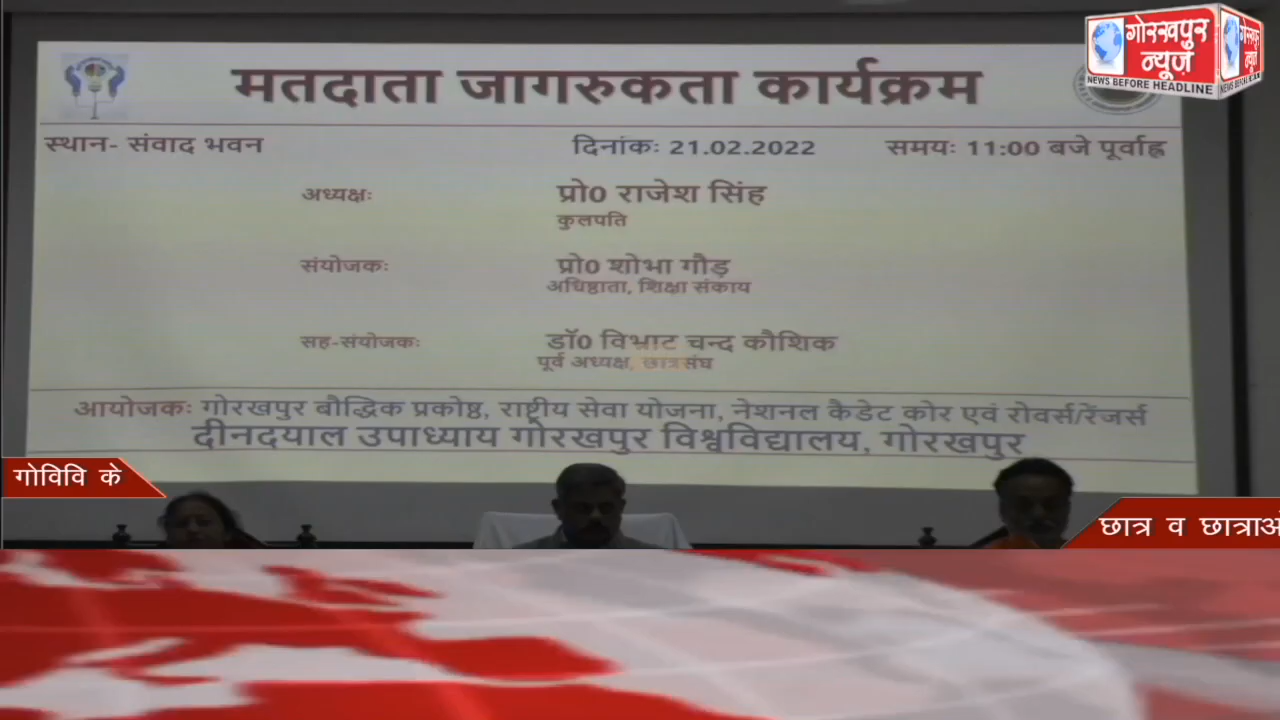 गोरखपुर
न्यूज़
NEWS BEFORE HEADLINE
मतदाता जागरुकता कार्यक्रम
स्थान- संवाद भवन
दिनांकः 21.02.2022
समयः 11:00 बजे पूर्वाह्न
अध्यक्षः
प्रो0 राजेश सिंह
कुलपति
संयोजकः
प्रो0 शोभा गौड़
अधिष्ठाता, शिक्षा संकाय
सह-संयोजकः
डॉ0 विभ्राट चन्द कौशिक
पूर्व अध्यक्ष, छात्रसंघ
आयोजकः गोरखपुर बौद्धिक प्रकोष्ठ, राष्ट्रीय सेवा योजना, नेशनल कैडेट कोर एवं रोवर्स/रेंजर्स
दीनदयाल उपाध्याय गोरखपुर विश्वविद्यालय, गोरखपुर
गोविवि के
छात्र व छात्राओं